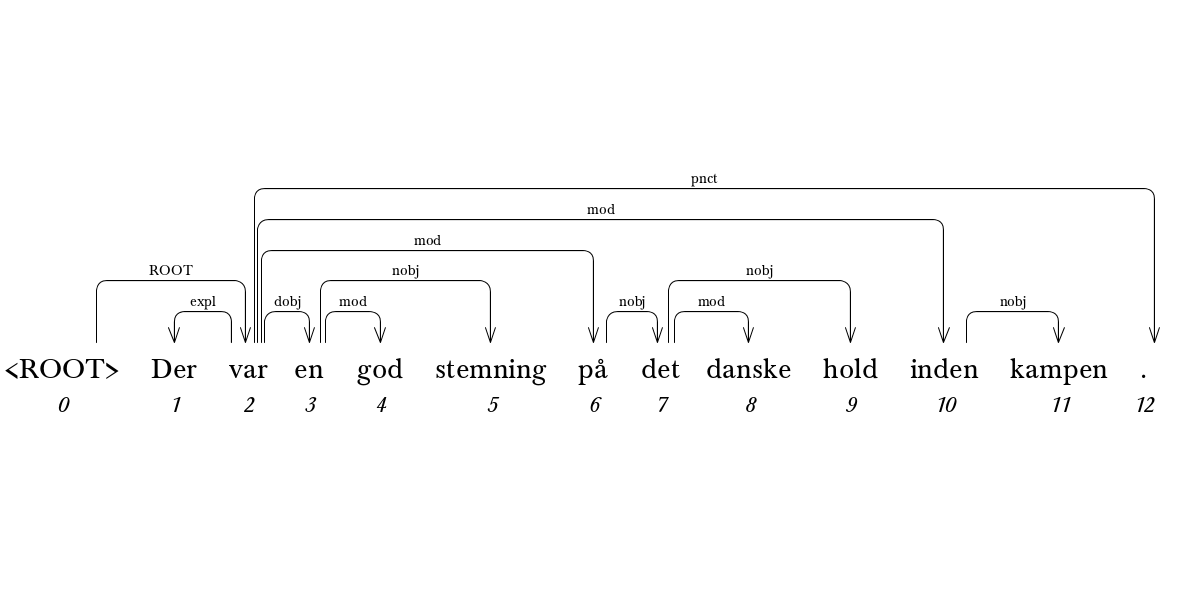 pnct
mod
mod
ROOT nobj nobj
expl dobj mod nobj mod nobj
<ROOT> Der var en god stemning på det danske hold inden kampen .
0 1 2 3 4 5 6 7 8 9 10 11 12